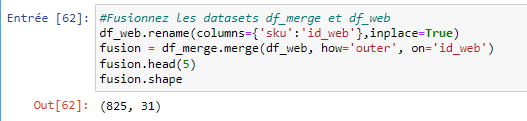 Entrée [62]:
#Fusionnez les datasets df_merge et df_web
df_web.rename(columns={'sku':'id_web'},inplace=True)
fusion = df_merge.merge(df_web, how='outer', on='id_web')
fusion.head(5)
fusion.shape
Out[62]: (825, 31)